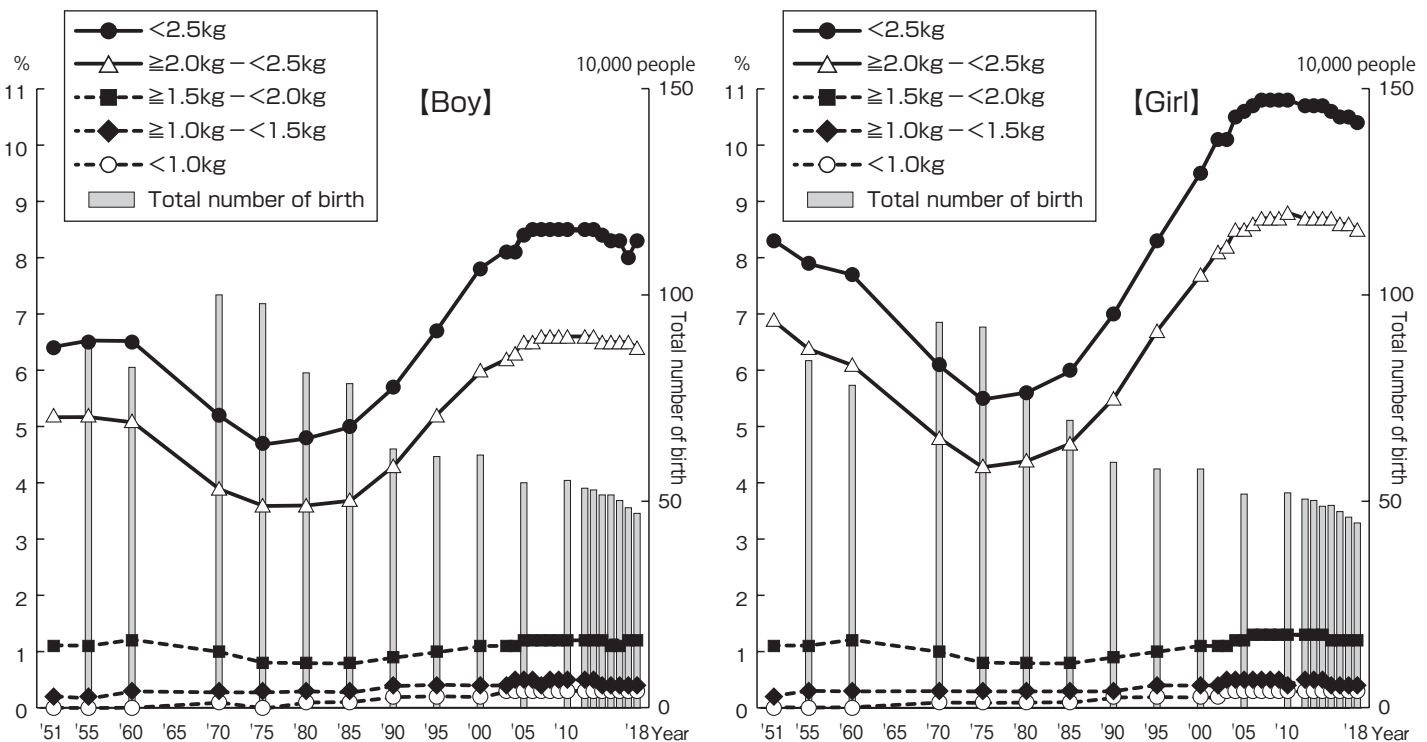 <2.5kg
≧2.0kg－<2.5kg
≧1.5kg－<2.0kg
≧1.0kg－<1.5kg
<1.0kg
Total number of birth
%
10,000 people
【Boy】
11
10
9
8
7
6
5
4
3
2
1
0
150
100
50
0
Total number of birth
'51 '55 '60 '65 '70 '75 '80 '85 '90 '95 '00 '05 '10 '18 Year
<2.5kg
≧2.0kg－<2.5kg
≧1.5kg－<2.0kg
≧1.0kg－<1.5kg
<1.0kg
Total number of birth
%
10,000 people
【Girl】
11
10
9
8
7
6
5
4
3
2
1
0
150
100
50
0
Total number of birth
'51 '55 '60 '65 '70 '75 '80 '85 '90 '95 '00 '05 '10 '18 Year